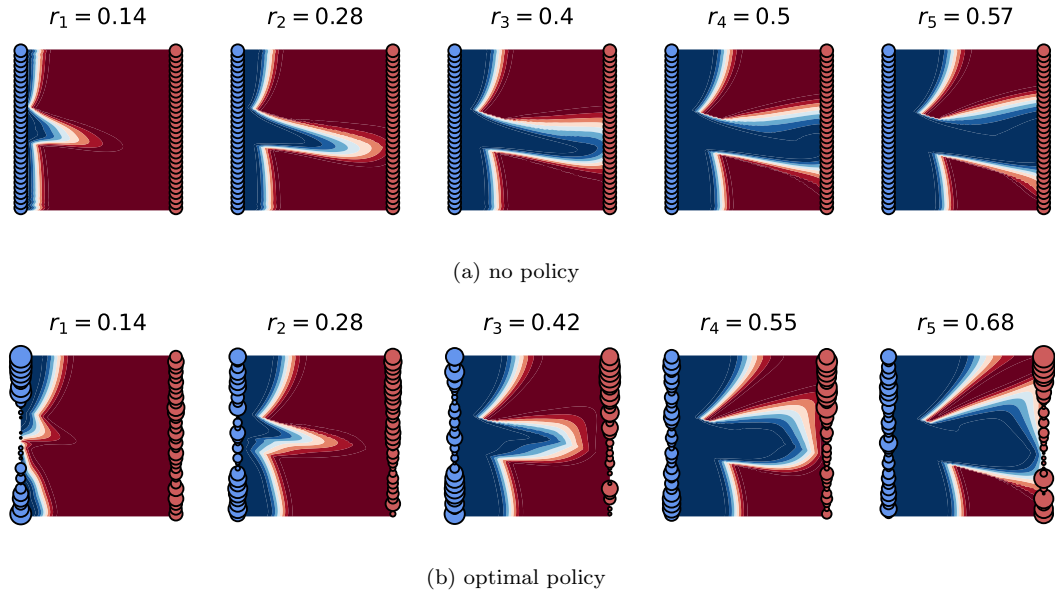 r₁ = 0.14 r₂ = 0.28 r₃ = 0.4 r₄ = 0.5 r₅ = 0.57
(a) no policy
r₁ = 0.14 r₂ = 0.28 r₃ = 0.42 r₄ = 0.55 r₅ = 0.68
(b) optimal policy